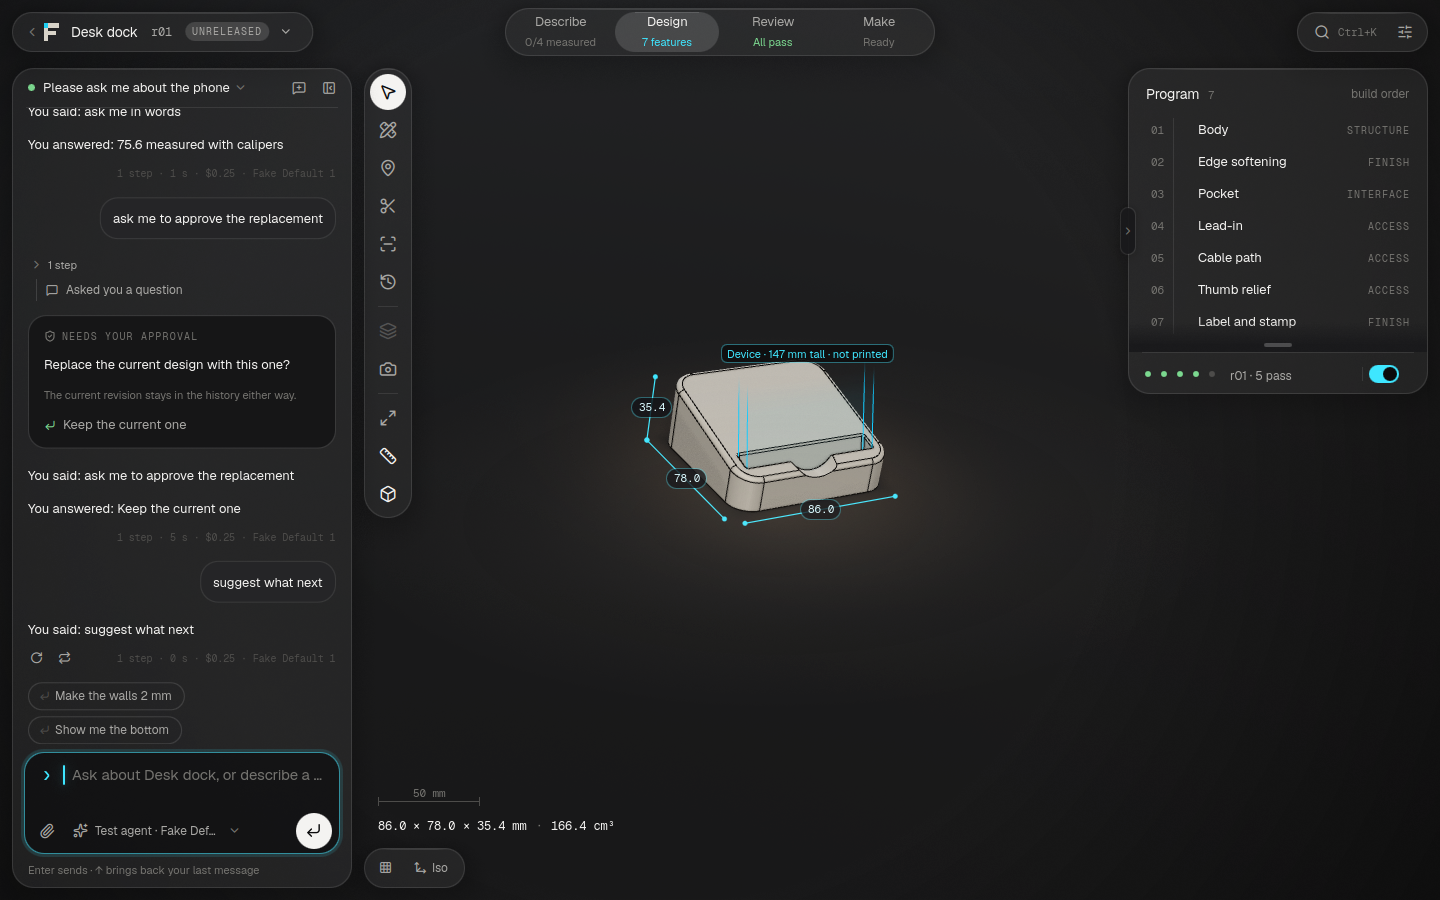 Desk dock r01 UNRELEASED
Describe
0/4 measured
Design
7 features
Review
All pass
Make
Ready
Ctrl+K
Please ask me about the phone
You said: ask me in words
You answered: 75.6 measured with calipers
1 step · 1 s · $0.25 · Fake Default 1
ask me to approve the replacement
1 step
Asked you a question
NEEDS YOUR APPROVAL
Replace the current design with this one?
The current revision stays in the history either way.
Keep the current one
You said: ask me to approve the replacement
You answered: Keep the current one
1 step · 5 s · $0.25 · Fake Default 1
suggest what next
You said: suggest what next
1 step · 0 s · $0.25 · Fake Default 1
Make the walls 2 mm
Show me the bottom
Ask about Desk dock, or describe a ...
Test agent · Fake Def...
Enter sends · ↑ brings back your last message
Device · 147 mm tall · not printed
35.4
78.0
86.0
50 mm
86.0 × 78.0 × 35.4 mm · 166.4 cm³
Iso
Program 7 build order
01 Body STRUCTURE
02 Edge softening FINISH
03 Pocket INTERFACE
04 Lead-in ACCESS
05 Cable path ACCESS
06 Thumb relief ACCESS
07 Label and stamp FINISH
r01 · 5 pass